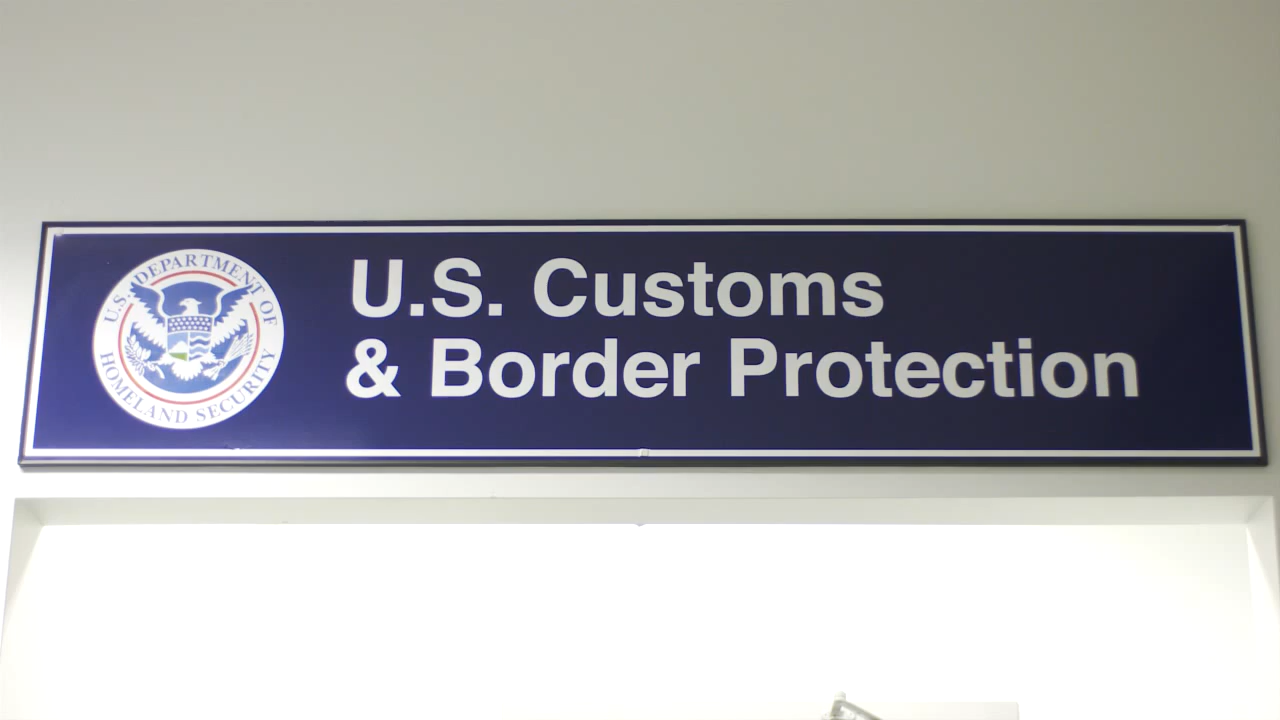 U.S. DEPARTMENT OF
HOMELAND SECURITY
U.S. Customs
& Border Protection